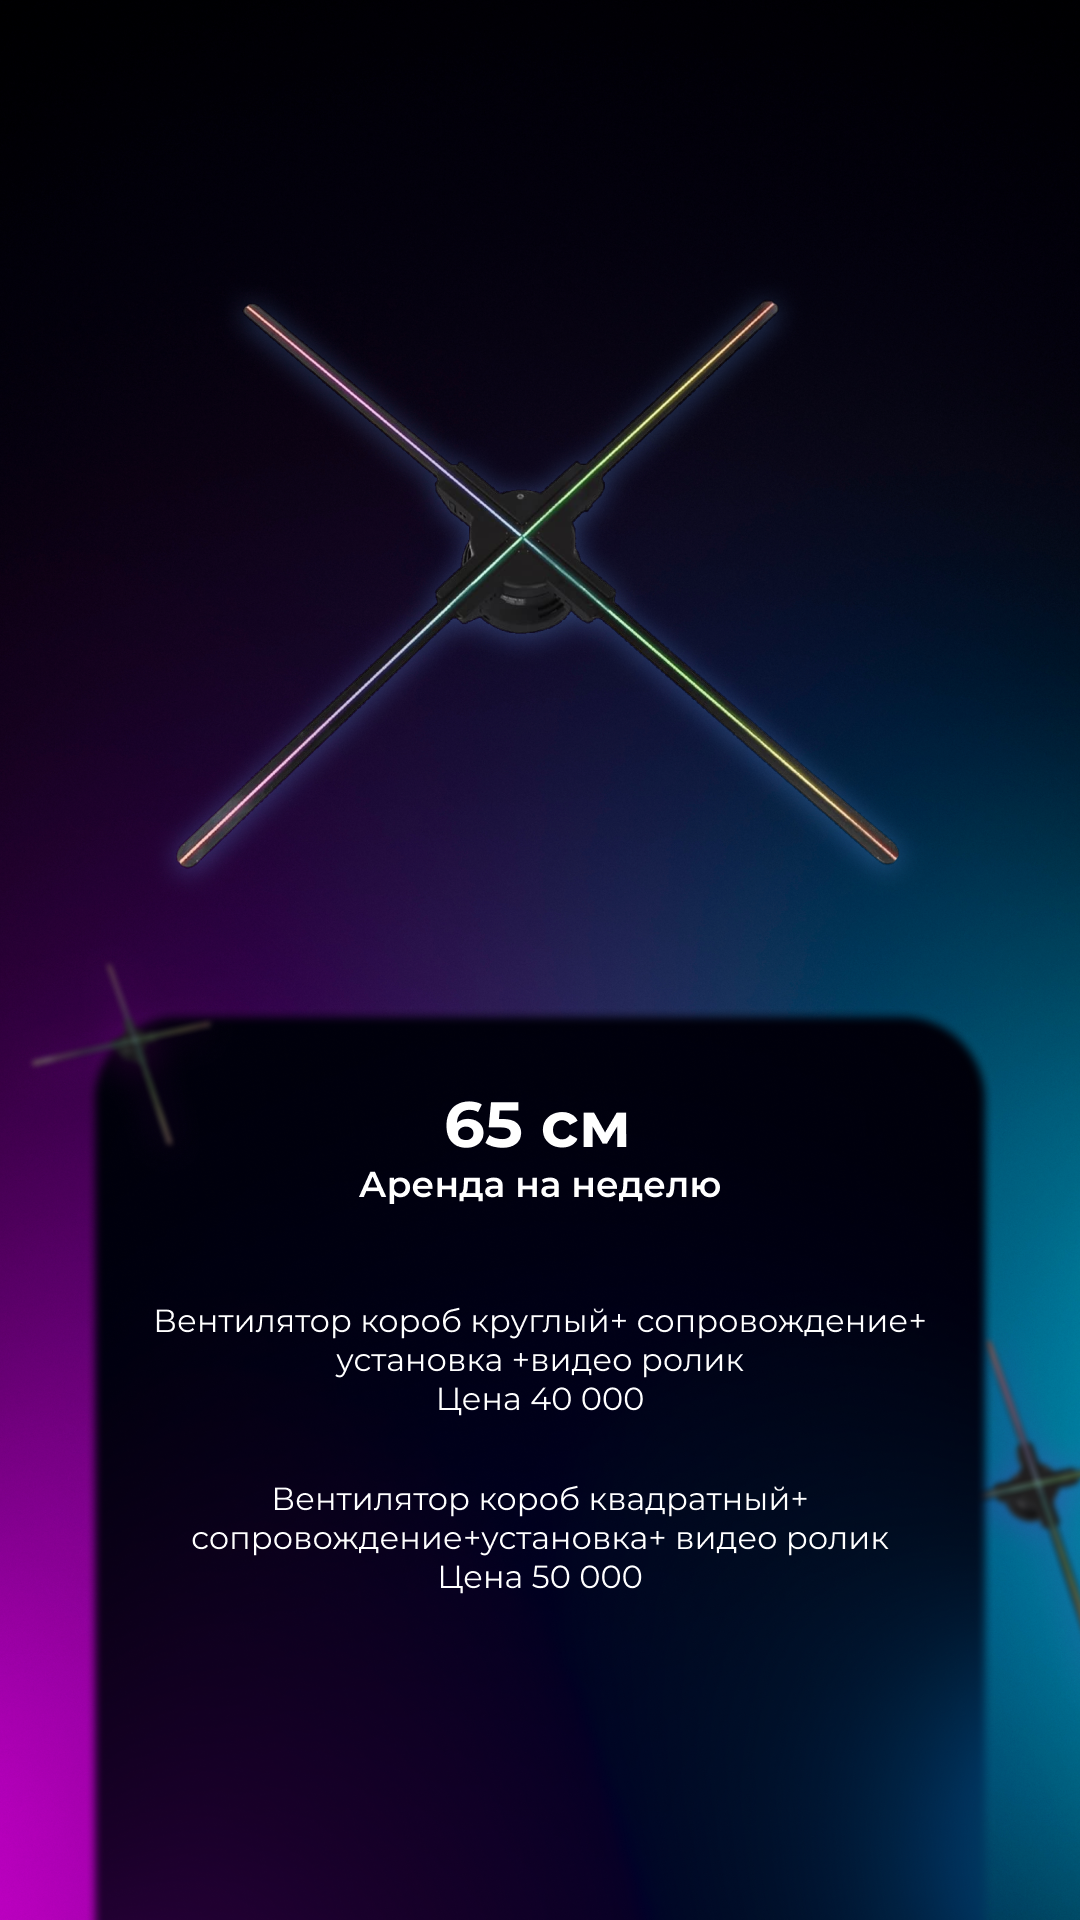 65 см
Аренда на неделю
Вентилятор короб круглый+ сопровождение+
установка +видео ролик
Цена 40 000
Вентилятор короб квадратный+
сопровождение+установка+ видео ролик
Цена 50 000